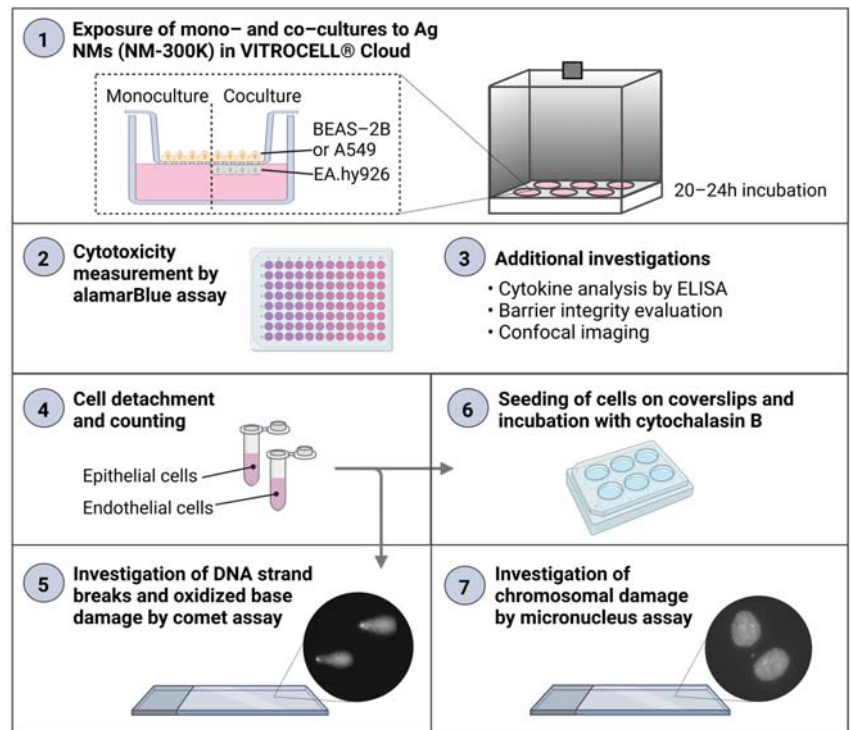 1
Exposure of mono– and co–cultures to Ag
NMs (NM-300K) in VITROCELL® Cloud
Monoculture
Coculture
BEAS–2B
or A549
EA.hy926
20–24h incubation
2
Cytotoxicity
measurement by
alamarBlue assay
3
Additional investigations
• Cytokine analysis by ELISA
• Barrier integrity evaluation
• Confocal imaging
4
Cell detachment
and counting
Epithelial cells
Endothelial cells
6
Seeding of cells on coverslips and
incubation with cytochalasin B
5
Investigation of DNA strand
breaks and oxidized base
damage by comet assay
7
Investigation of
chromosomal damage
by micronucleus assay